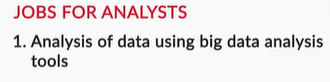 JOBS FOR ANALYSTS
1. Analysis of data using big data analysis
tools